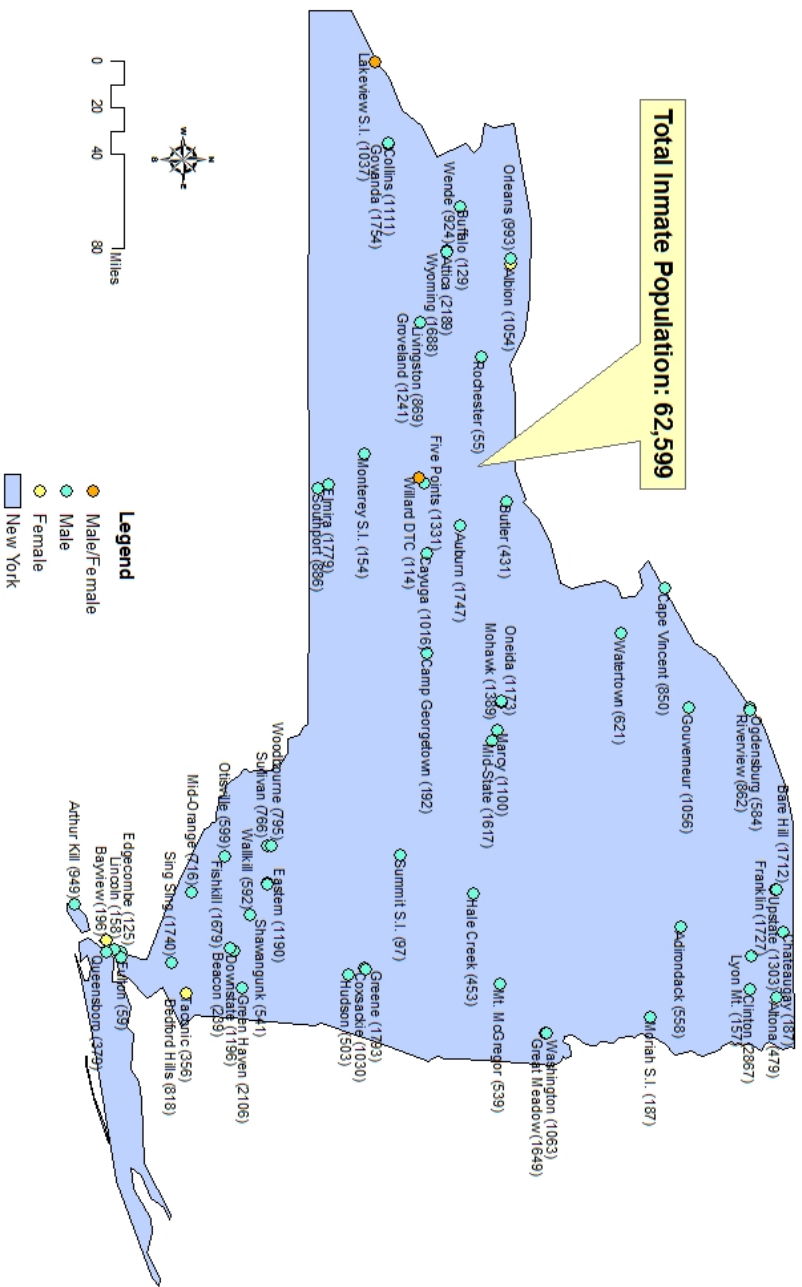 Total Inmate Population: 62,599
Bare Hill (1712)
Chateaugay (187)
Upstate (1303)
Altona (479)
Franklin (1727)
Clinton (2867)
Lyon Mt. (157)
Ogdensburg (584)
Riverview (862)
Gouverneur (1056)
Adirondack (558)
Cape Vincent (850)
Moriah S.I. (187)
Watertown (621)
Washington (1063)
Great Meadow (1649)
Orleans (993)
Albion (1054)
Rochester (55)
Butler (431)
Oneida (1173)
Mohawk (1389)
Marcy (1100)
Mid-State (1617)
Mt. McGregor (539)
Hale Creek (453)
Buffalo (129)
Wende (924)
Attica (2189)
Wyoming (1688)
Auburn (1747)
Five Points (1331)
Willard DTC (114)
Cayuga (1016)
Camp Georgetown (192)
Livingston (869)
Groveland (1241)
Summit S.I. (97)
Collins (1111)
Gowanda (1754)
Lakeview S.I. (1037)
Monterey S.I. (154)
Greene (1793)
Coxsackie (1030)
Hudson (503)
Elmira (1779)
Southport (886)
Woodbourne (795)
Sullivan (766)
Eastern (1190)
Wallkill (592)
Shawangunk (541)
Otisville (599)
Green Haven (2106)
Downstate (1196)
Fishkill (1679)
Beacon (239)
Mid-Orange (716)
Taconic (356)
Sing Sing (1740)
Bedford Hills (818)
Edgecombe (125)
Lincoln (158)
Fulton (59)
Bayview (196)
Queensboro (379)
Arthur Kill (949)
N
W
E
S
0 20 40 80
Miles
Legend
Male/Female
Male
Female
New York